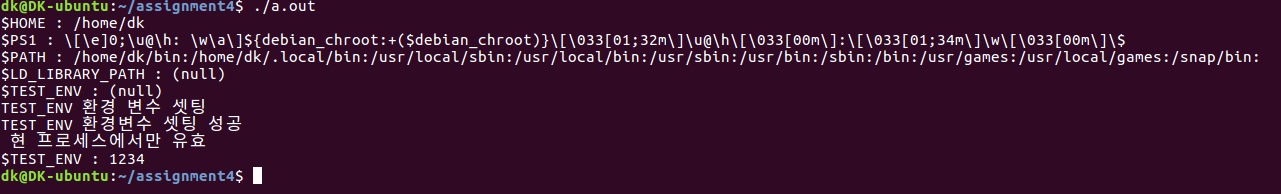 dk@DK-ubuntu:~/assignment4$ ./a.out
$HOME : /home/dk
$PS1 : \[\e]0;\u@\h: \w\a\]${debian_chroot:+($debian_chroot)}\[\033[01;32m\]\u@\h\[\033[00m\]:\[\033[01;34m\]\w\[\033[00m\]\$
$PATH : /home/dk/bin:/home/dk/.local/bin:/usr/local/sbin:/usr/local/bin:/usr/sbin:/usr/bin:/sbin:/bin:/usr/games:/usr/local/games:/snap/bin:
$LD_LIBRARY_PATH : (null)
$TEST_ENV : (null)
TEST_ENV 환경 변수 셋팅
TEST_ENV 환경변수 셋팅 성공
 현 프로세스에서만 유효
$TEST_ENV : 1234
dk@DK-ubuntu:~/assignment4$